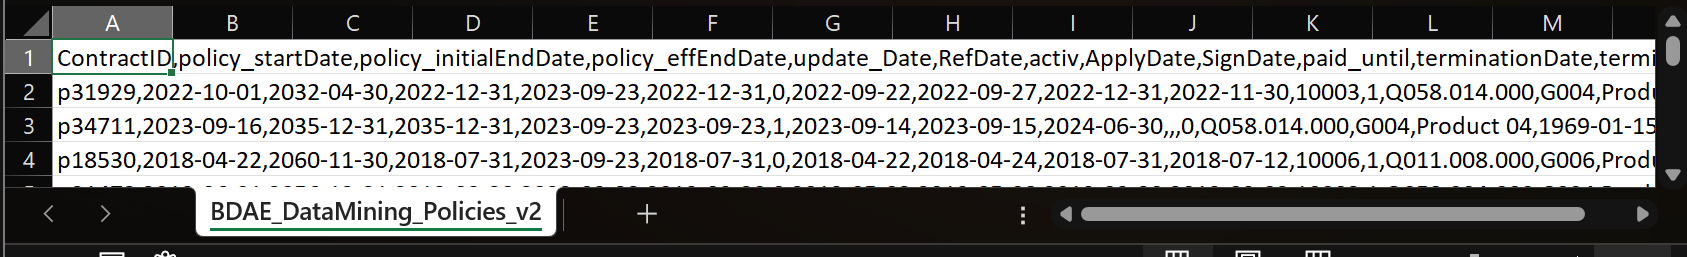 A B C D E F G H I J K L M
1 ContractID,policy_startDate,policy_initialEndDate,policy_effEndDate,update_Date,RefDate,activ,ApplyDate,SignDate,paid_until,terminationDate,termi
2 p31929,2022-10-01,2032-04-30,2022-12-31,2023-09-23,2022-12-31,0,2022-09-22,2022-09-27,2022-12-31,2022-11-30,10003,1,Q058.014.000,G004,Produ
3 p34711,2023-09-16,2035-12-31,2035-12-31,2023-09-23,2023-09-23,1,2023-09-14,2023-09-15,2024-06-30,,,0,Q058.014.000,G004,Product 04,1969-01-15
4 p18530,2018-04-22,2060-11-30,2018-07-31,2023-09-23,2018-07-31,0,2018-04-22,2018-04-24,2018-07-31,2018-07-12,10006,1,Q011.008.000,G006,Produ
BDAE_DataMining_Policies_v2